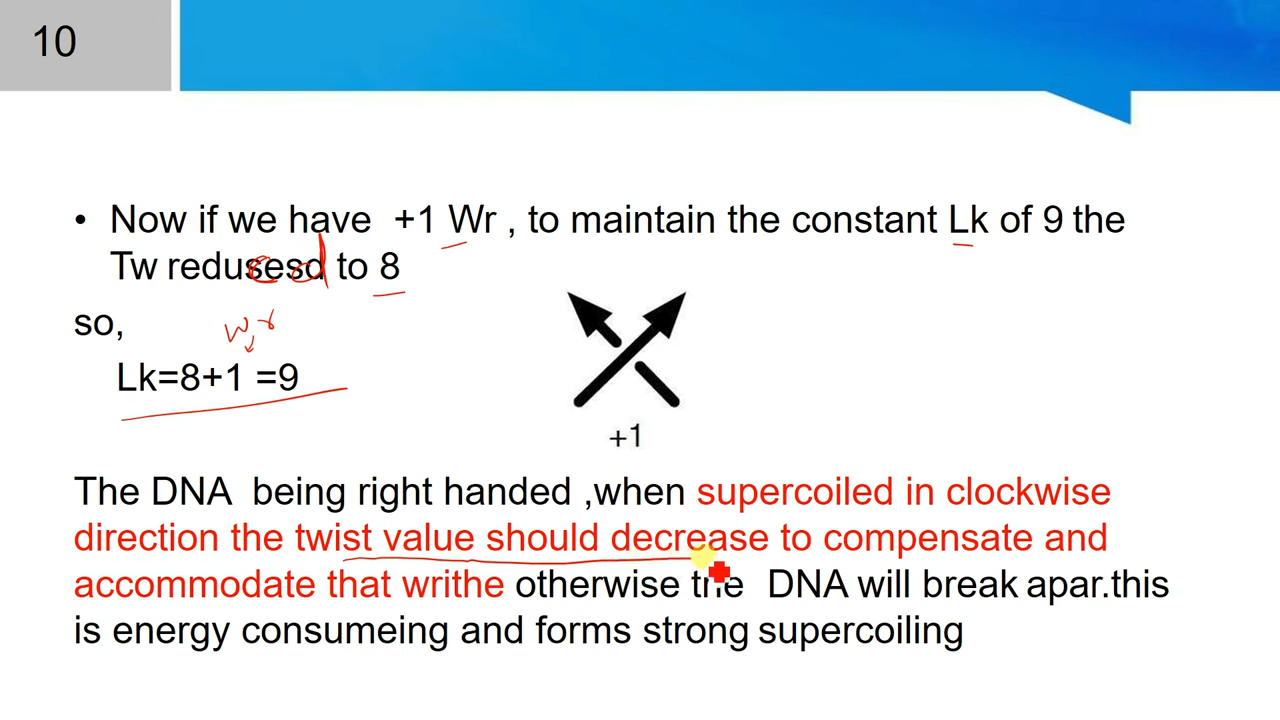 10
• Now if we have +1 Wr , to maintain the constant Lk of 9 the
Tw redusesd to 8
ed
so,
wr
Lk=8+1 =9
+1
The DNA being right handed ,when supercoiled in clockwise
direction the twist value should decrease to compensate and
accommodate that writhe otherwise the DNA will break apar.this
is energy consumeing and forms strong supercoiling